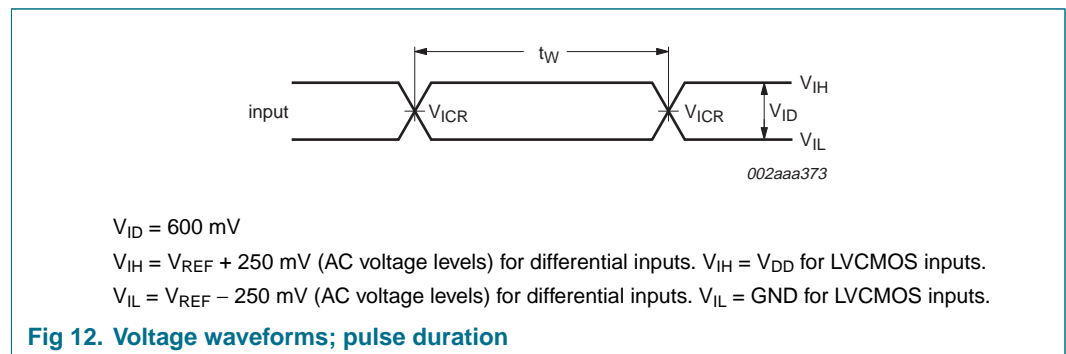 tW
VIH
input
VICR
VICR
VID
VIL
002aaa373
VID = 600 mV
VIH = VREF + 250 mV (AC voltage levels) for differential inputs. VIH = VDD for LVCMOS inputs.
VIL = VREF − 250 mV (AC voltage levels) for differential inputs. VIL = GND for LVCMOS inputs.
Fig 12. Voltage waveforms; pulse duration